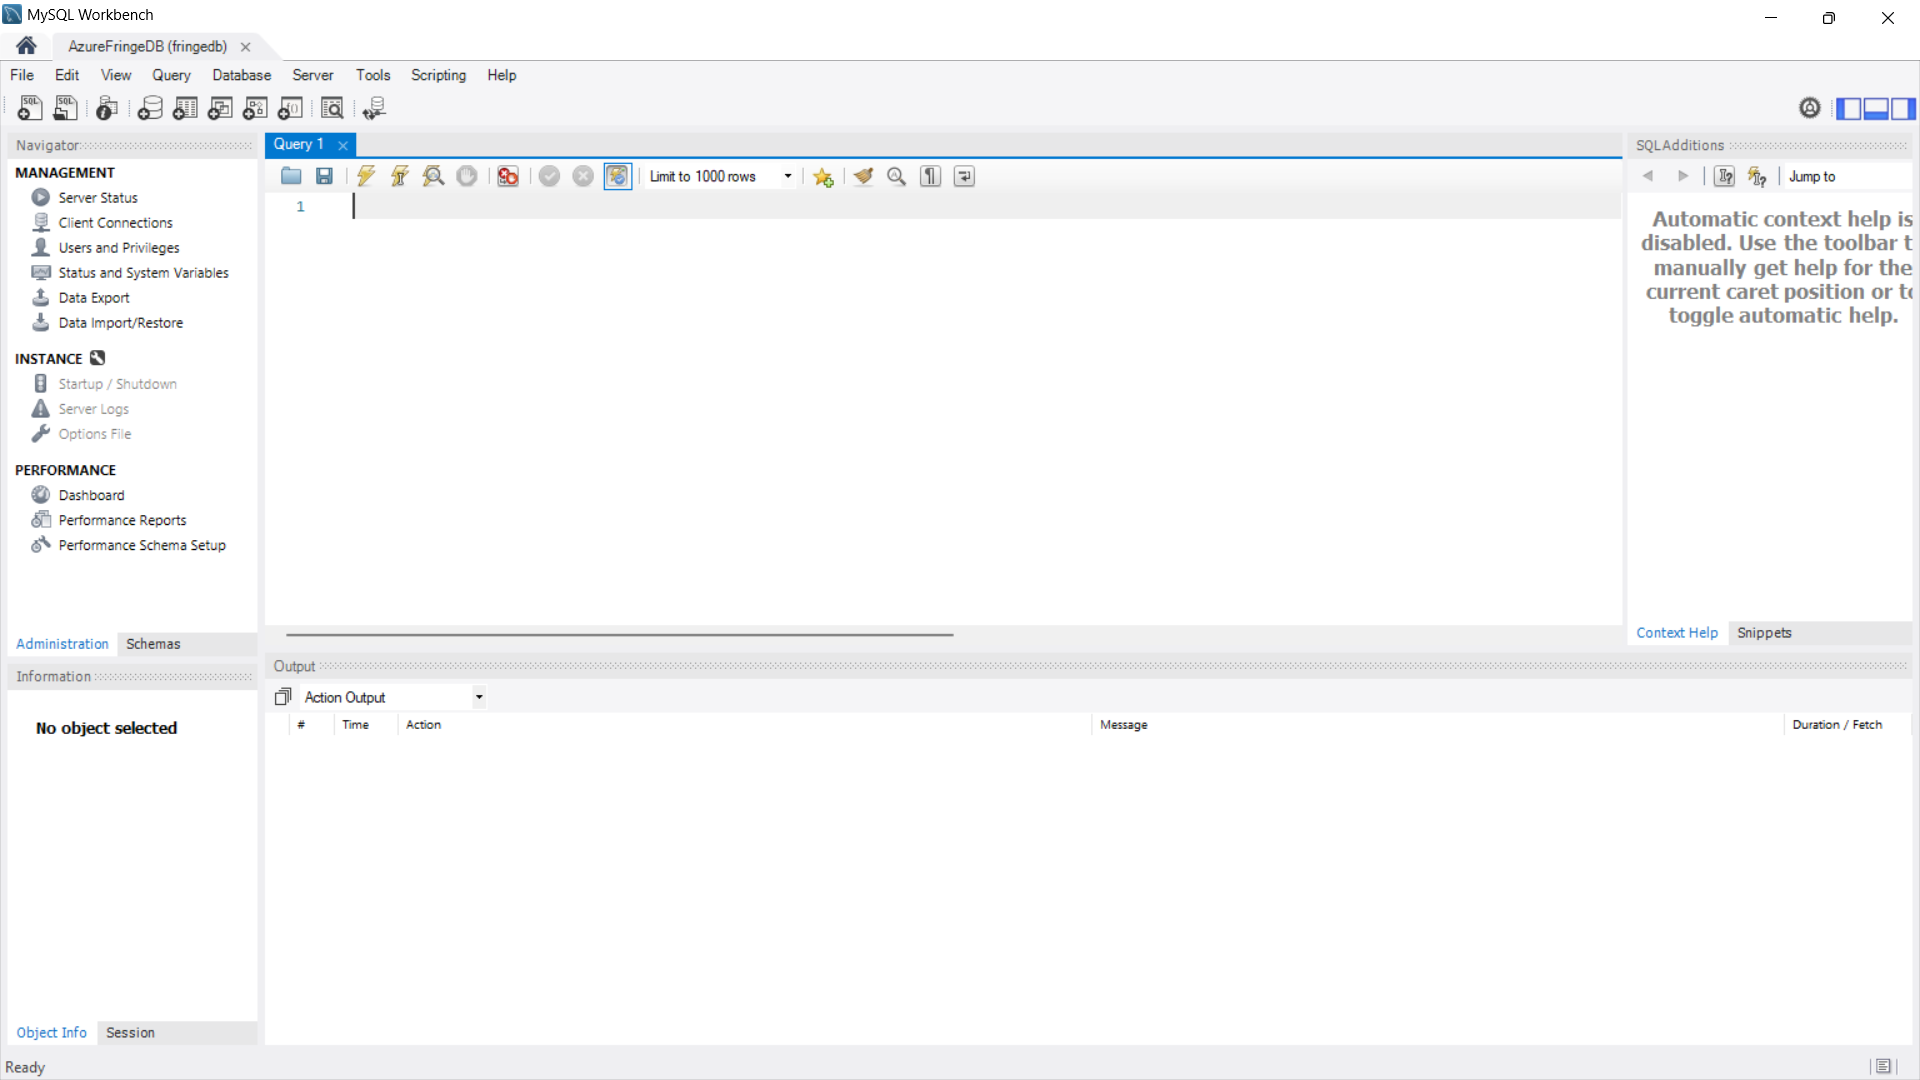 MySQL Workbench
AzureFringeDB (fringedb)
File Edit View Query Database Server Tools Scripting Help
Navigator
MANAGEMENT
Server Status
Client Connections
Users and Privileges
Status and System Variables
Data Export
Data Import/Restore
INSTANCE
Startup / Shutdown
Server Logs
Options File
PERFORMANCE
Dashboard
Performance Reports
Performance Schema Setup
Administration Schemas
Information
No object selected
Object Info Session
Query 1
Limit to 1000 rows
1
SQLAdditions
Jump to
Automatic context help is
disabled. Use the toolbar t
manually get help for the
current caret position or to
toggle automatic help.
Context Help Snippets
Output
Action Output
# Time Action Message Duration / Fetch
Ready